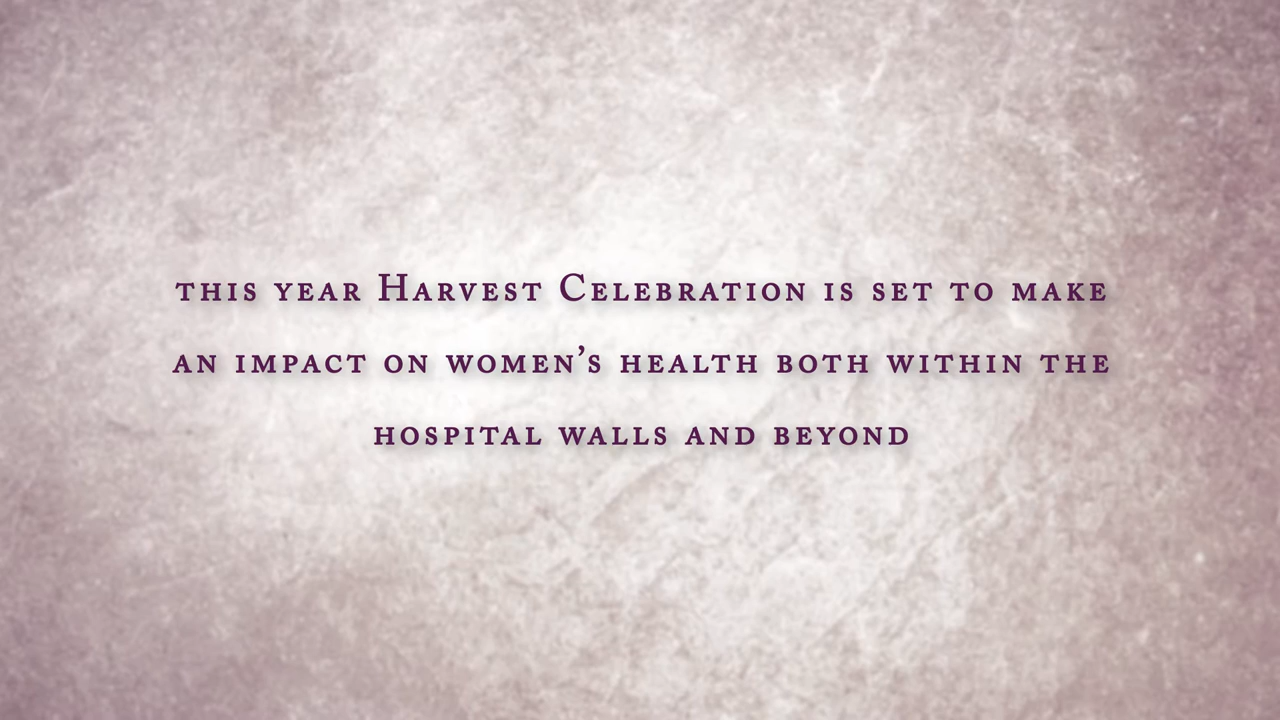 this year Harvest Celebration is set to make
an impact on women's health both within the
hospital walls and beyond